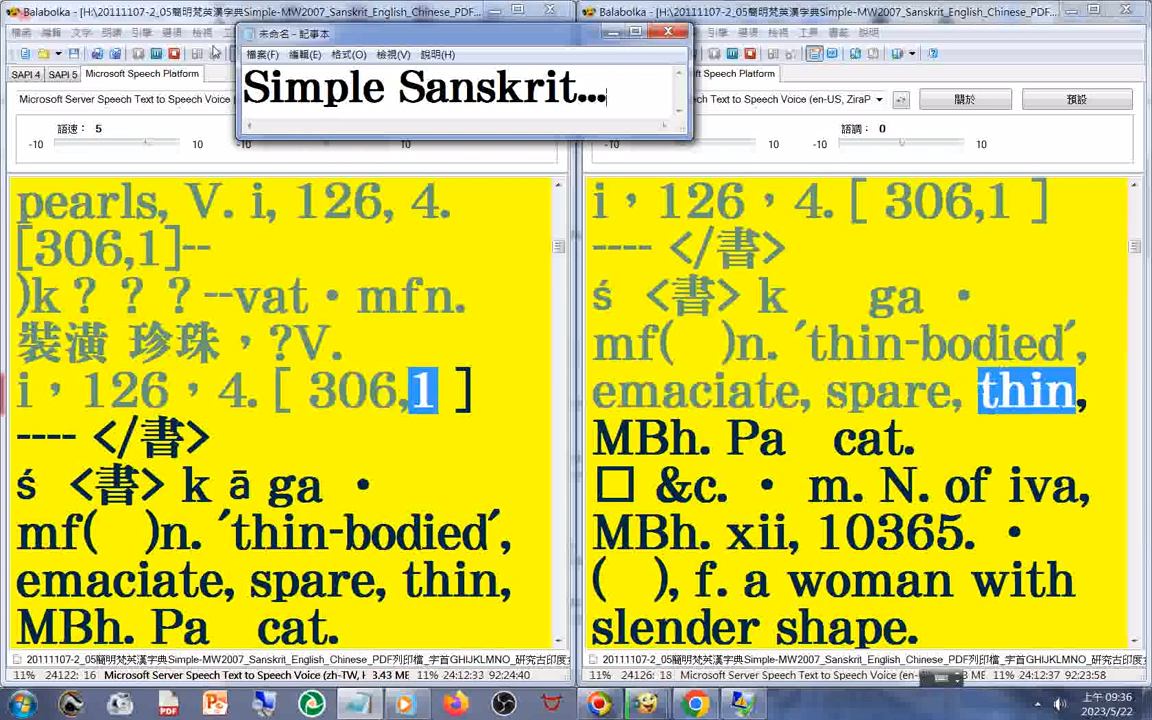 Balabolka - [H:\20111107-2_05簡明梵英漢字典Simple-MW2007_Sanskrit_English_Chinese_PDF...
Balabolka - [H:\20111107-2_05簡明梵英漢字典Simple-MW2007_Sanskrit_English_Chinese_PDF...
未命名 - 記事本
檔案(F) 編輯(E) 格式(O) 檢視(V) 說明(H)
Simple Sanskrit...
SAPI 4 SAPI 5 Microsoft Speech Platform
t Speech Platform
Microsoft Server Speech Text to Speech Voice
ch Text to Speech Voice (en-US, ZiraP
關於
預設
語速： 5
語調： 0
-10 10 -10 10
-10 10 -10 10
pearls, V. i, 126, 4.
[306,1]--
)k？？？--vat • mfn.
裝潢 珍珠，?V.
i，126，4. [ 306,1 ]
---- </書>
ś <書> k ā ga •
mf( )n. ′thin-bodied′,
emaciate, spare, thin,
MBh. Pa cat.
i，126，4. [ 306,1 ]
---- </書>
ś <書> k ga •
mf( )n. ′thin-bodied′,
emaciate, spare, thin,
MBh. Pa cat.
□ &c. • m. N. of iva,
MBh. xii, 10365. •
( ), f. a woman with
slender shape.
20111107-2_05簡明梵英漢字典Simple-MW2007_Sanskrit_English_Chinese_PDF列印檔_字首GHIJKLMNO_研究古印度
20111107-2_05簡明梵英漢字典Simple-MW2007_Sanskrit_English_Chinese_PDF列印檔_字首GHIJKLMNO_研究古印度
11% 24122: 16 Microsoft Server Speech Text to Speech Voice (zh-TW, 3.43 ME 11% 24:12:33 92:24:40
11% 24126: 18 Microsoft Server Speech Text to Speech Voice 11% 24:12:37 92:23:58
上午 09:36
2023/5/22